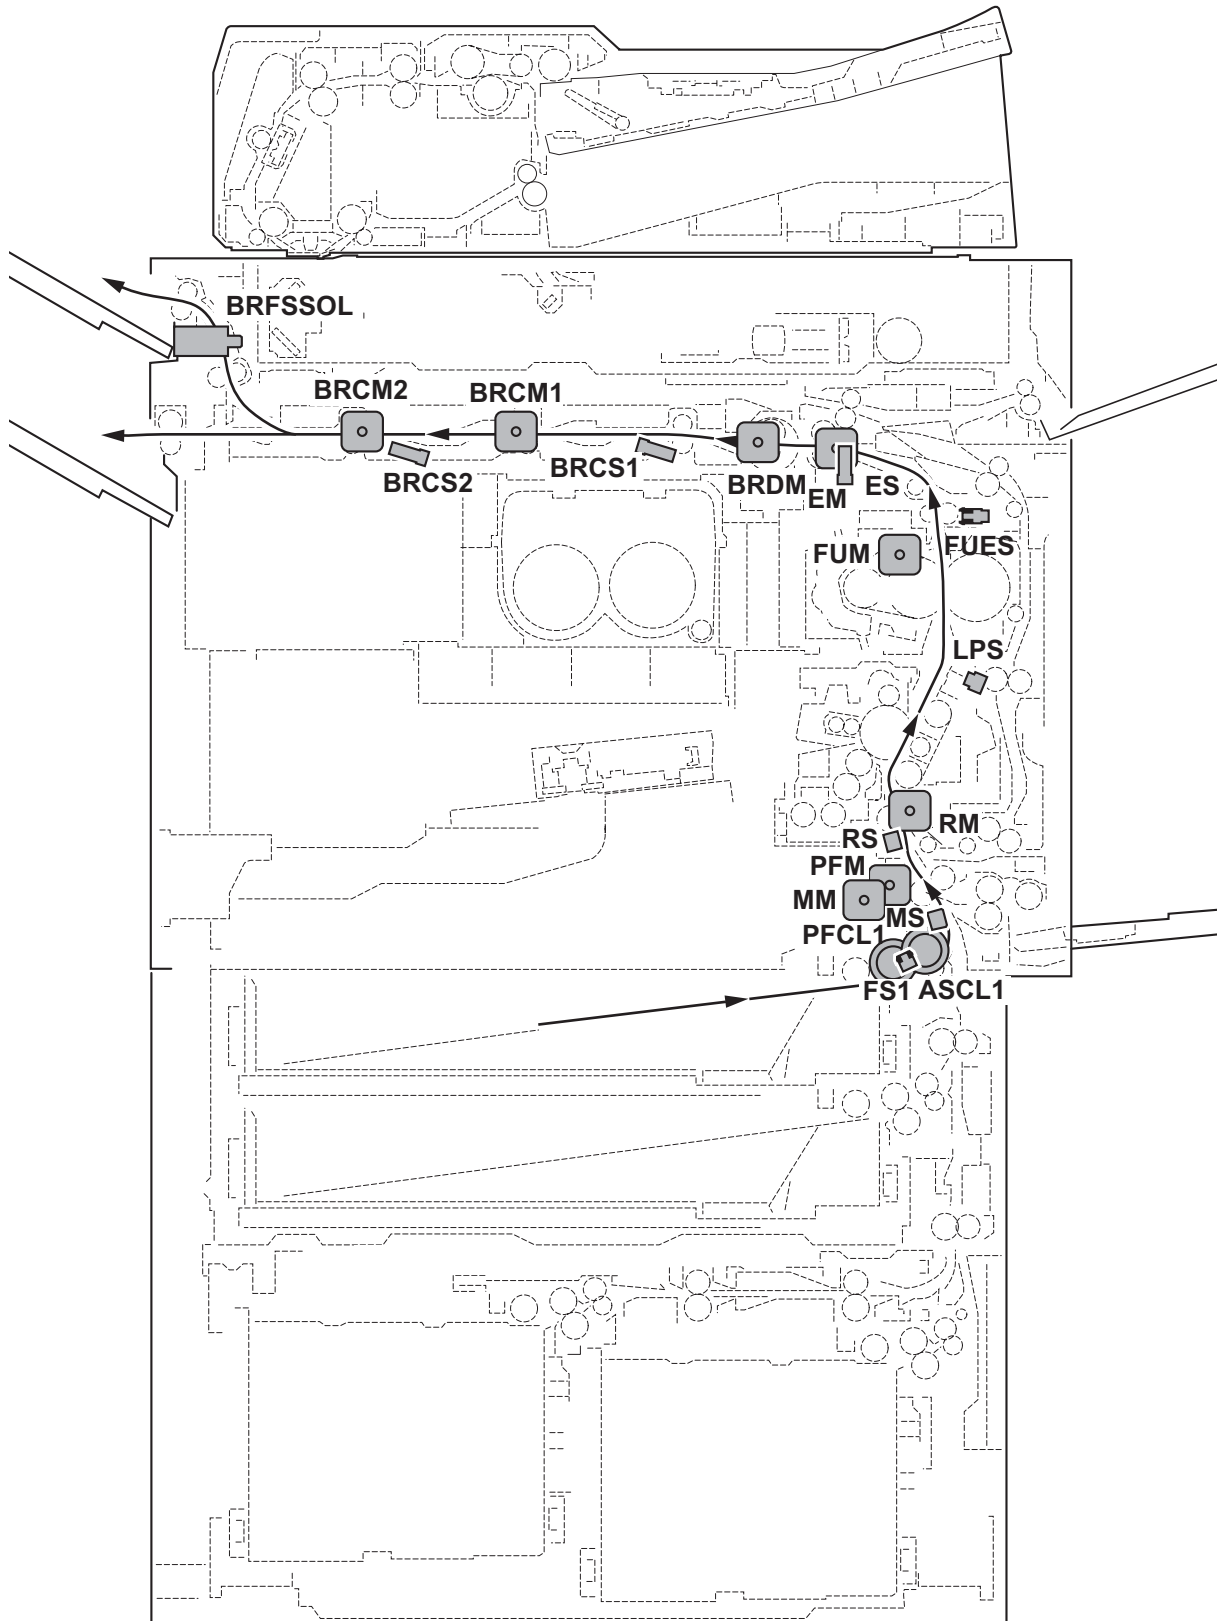 BRFSSOL
BRCM2
BRCM1
BRCS2
BRCS1
BRDM
EM
ES
FUM
FUES
LPS
RM
RS
PFM
MM
MS
PFCL1
FS1
ASCL1